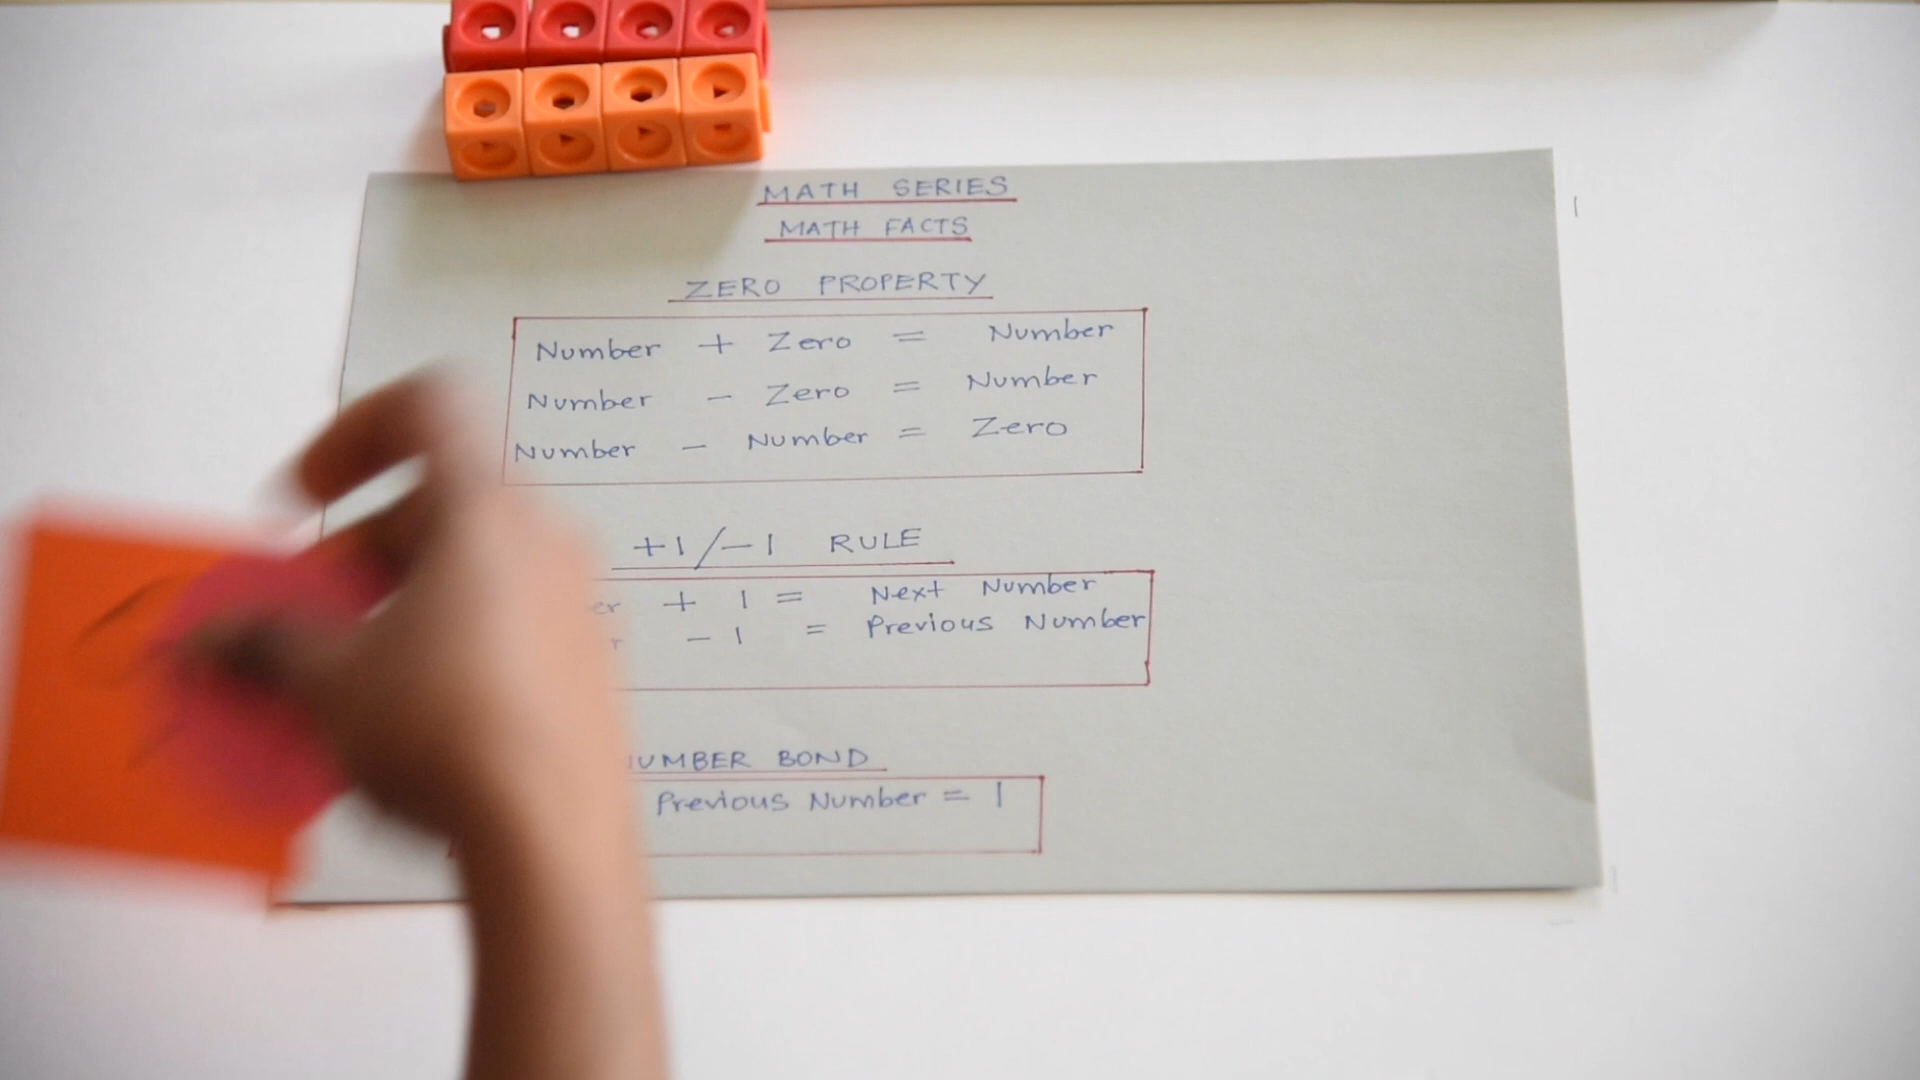 MATH SERIES
MATH FACTS
ZERO PROPERTY
Number + Zero = Number
Number - Zero = Number
Number - Number = Zero
+1/-1 RULE
+ 1 = Next Number
- 1 = Previous Number
BOND
Previous Number = 1